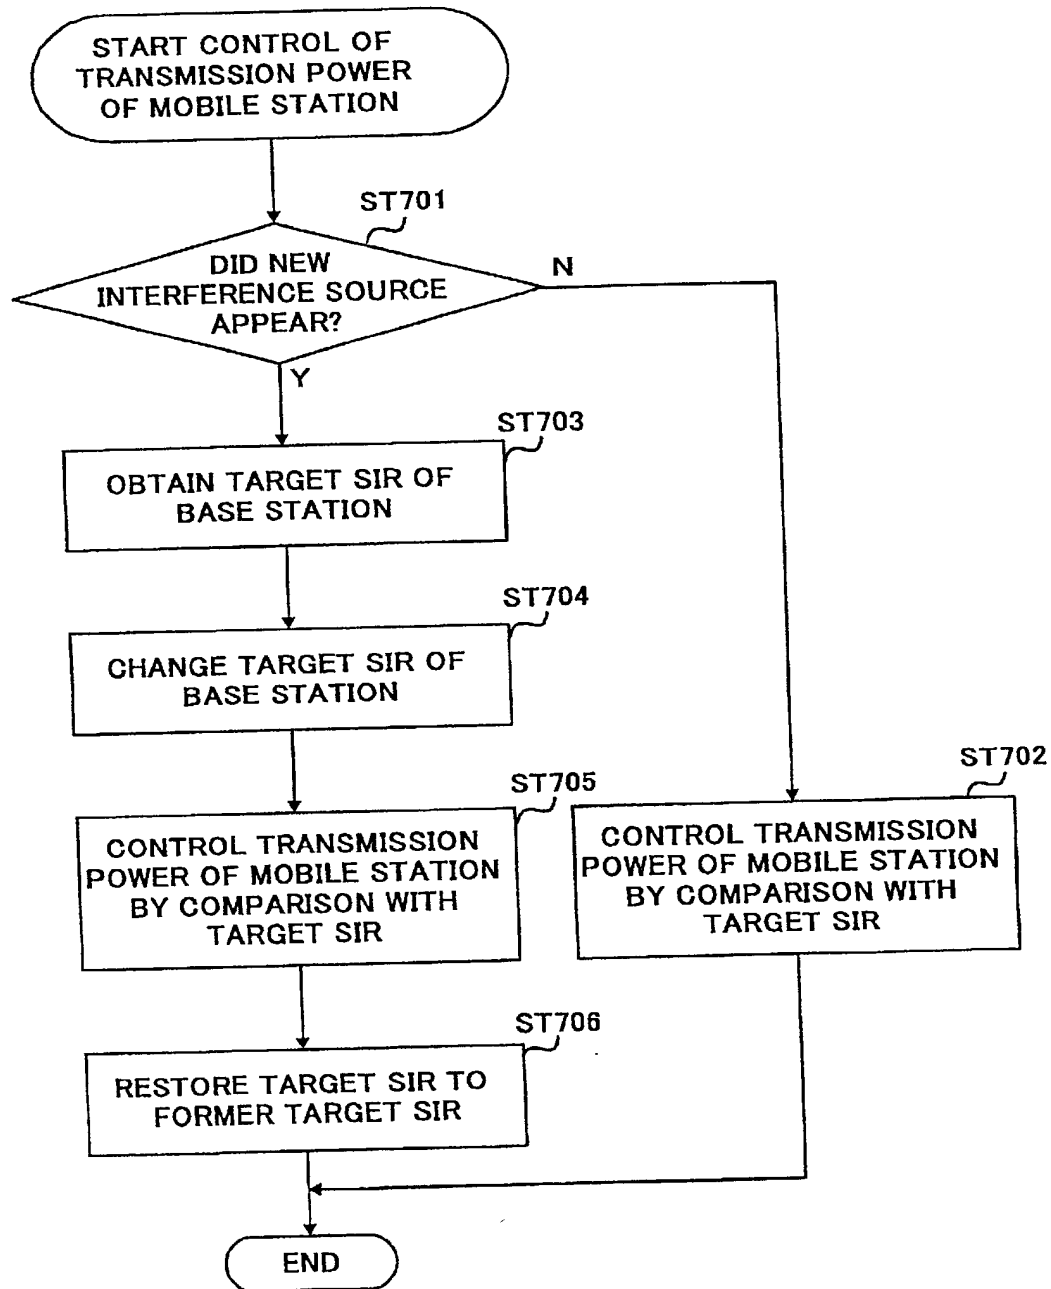 START CONTROL OF
TRANSMISSION POWER
OF MOBILE STATION
ST701
DID NEW
INTERFERENCE SOURCE
APPEAR?
N
Y
ST703
OBTAIN TARGET SIR OF
BASE STATION
ST704
CHANGE TARGET SIR OF
BASE STATION
ST705
CONTROL TRANSMISSION
POWER OF MOBILE STATION
BY COMPARISON WITH
TARGET SIR
ST702
CONTROL TRANSMISSION
POWER OF MOBILE STATION
BY COMPARISON WITH
TARGET SIR
ST706
RESTORE TARGET SIR TO
FORMER TARGET SIR
END